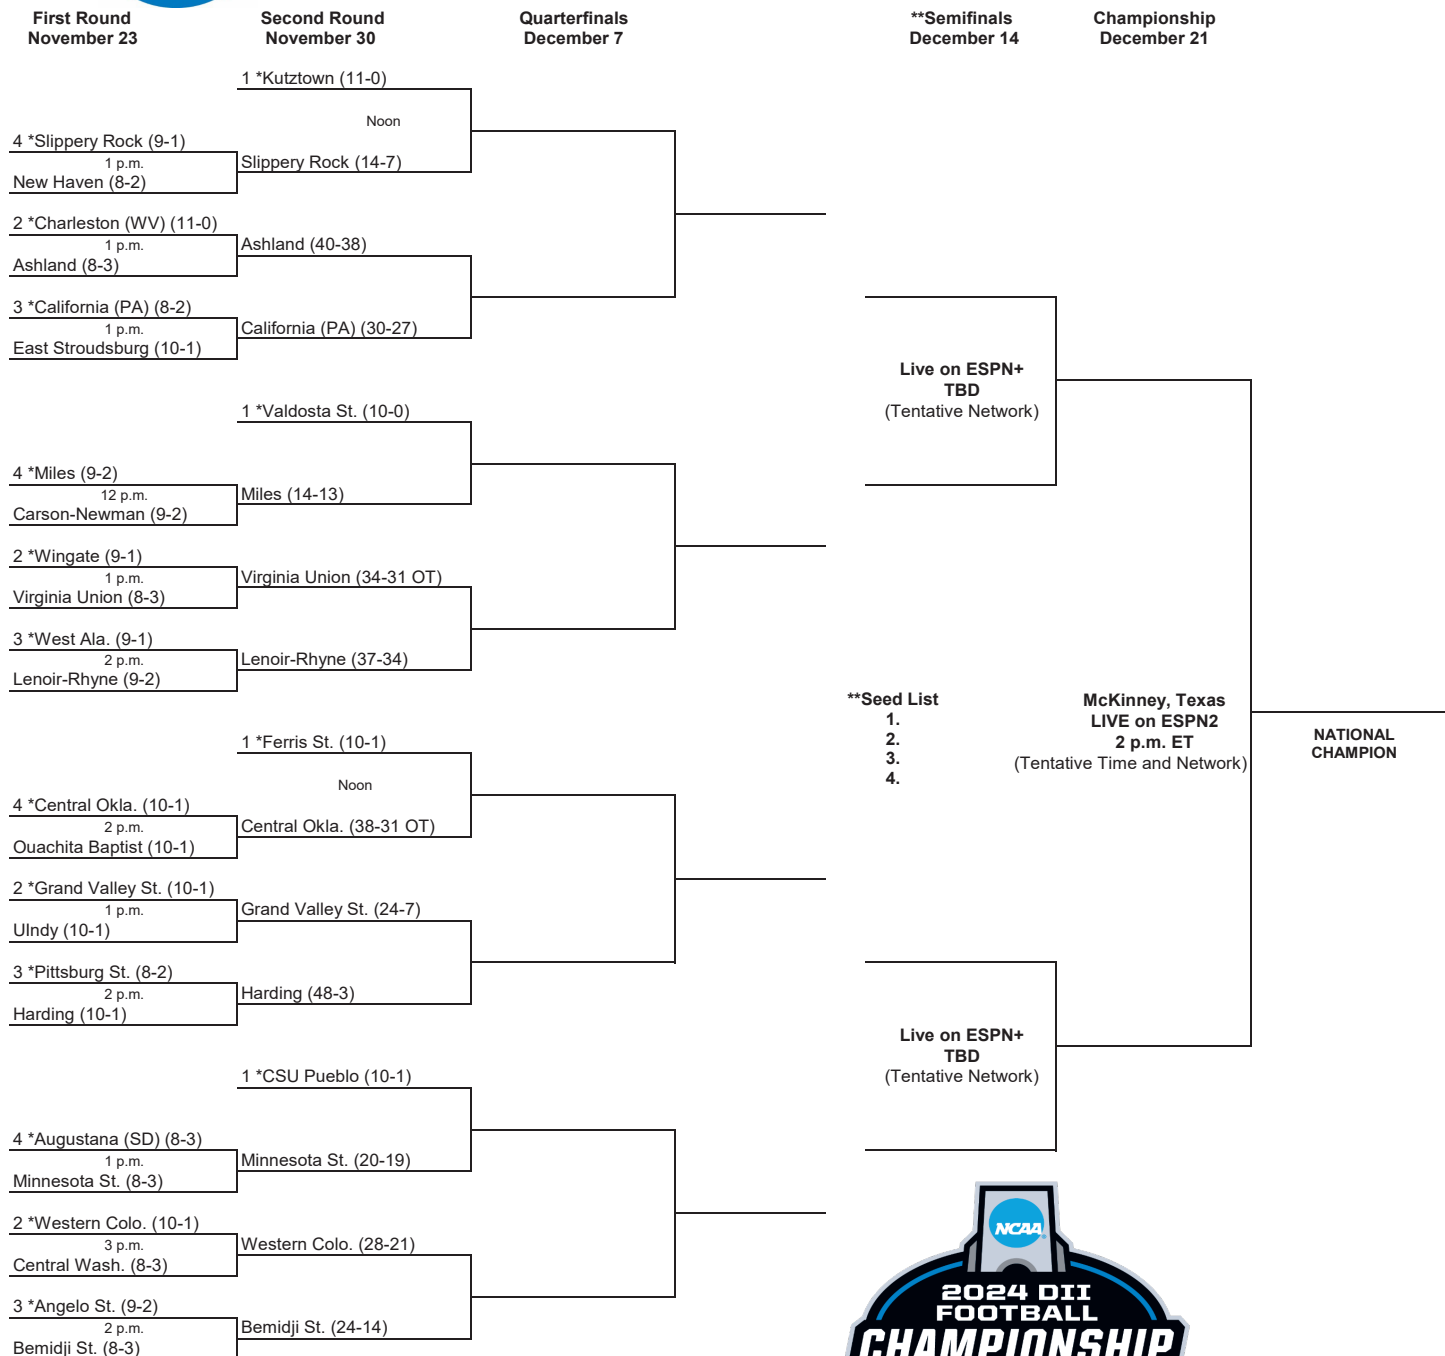 First Round
November 23
Second Round
November 30
Quarterfinals
December 7
**Semifinals
December 14
Championship
December 21
1 *Kutztown (11-0)
Noon
4 *Slippery Rock (9-1)
1 p.m.
New Haven (8-2)
Slippery Rock (14-7)
2 *Charleston (WV) (11-0)
1 p.m.
Ashland (8-3)
Ashland (40-38)
3 *California (PA) (8-2)
1 p.m.
East Stroudsburg (10-1)
California (PA) (30-27)
Live on ESPN+
TBD
(Tentative Network)
1 *Valdosta St. (10-0)
4 *Miles (9-2)
12 p.m.
Carson-Newman (9-2)
Miles (14-13)
2 *Wingate (9-1)
1 p.m.
Virginia Union (8-3)
Virginia Union (34-31 OT)
3 *West Ala. (9-1)
2 p.m.
Lenoir-Rhyne (9-2)
Lenoir-Rhyne (37-34)
**Seed List
1.
2.
3.
4.
McKinney, Texas
LIVE on ESPN2
2 p.m. ET
(Tentative Time and Network)
NATIONAL
CHAMPION
1 *Ferris St. (10-1)
Noon
4 *Central Okla. (10-1)
2 p.m.
Ouachita Baptist (10-1)
Central Okla. (38-31 OT)
2 *Grand Valley St. (10-1)
1 p.m.
UIndy (10-1)
Grand Valley St. (24-7)
3 *Pittsburg St. (8-2)
2 p.m.
Harding (10-1)
Harding (48-3)
Live on ESPN+
TBD
(Tentative Network)
1 *CSU Pueblo (10-1)
4 *Augustana (SD) (8-3)
1 p.m.
Minnesota St. (8-3)
Minnesota St. (20-19)
2 *Western Colo. (10-1)
3 p.m.
Central Wash. (8-3)
Western Colo. (28-21)
3 *Angelo St. (9-2)
2 p.m.
Bemidji St. (8-3)
Bemidji St. (24-14)
NCAA
2024 DII
FOOTBALL
CHAMPIONSHIP